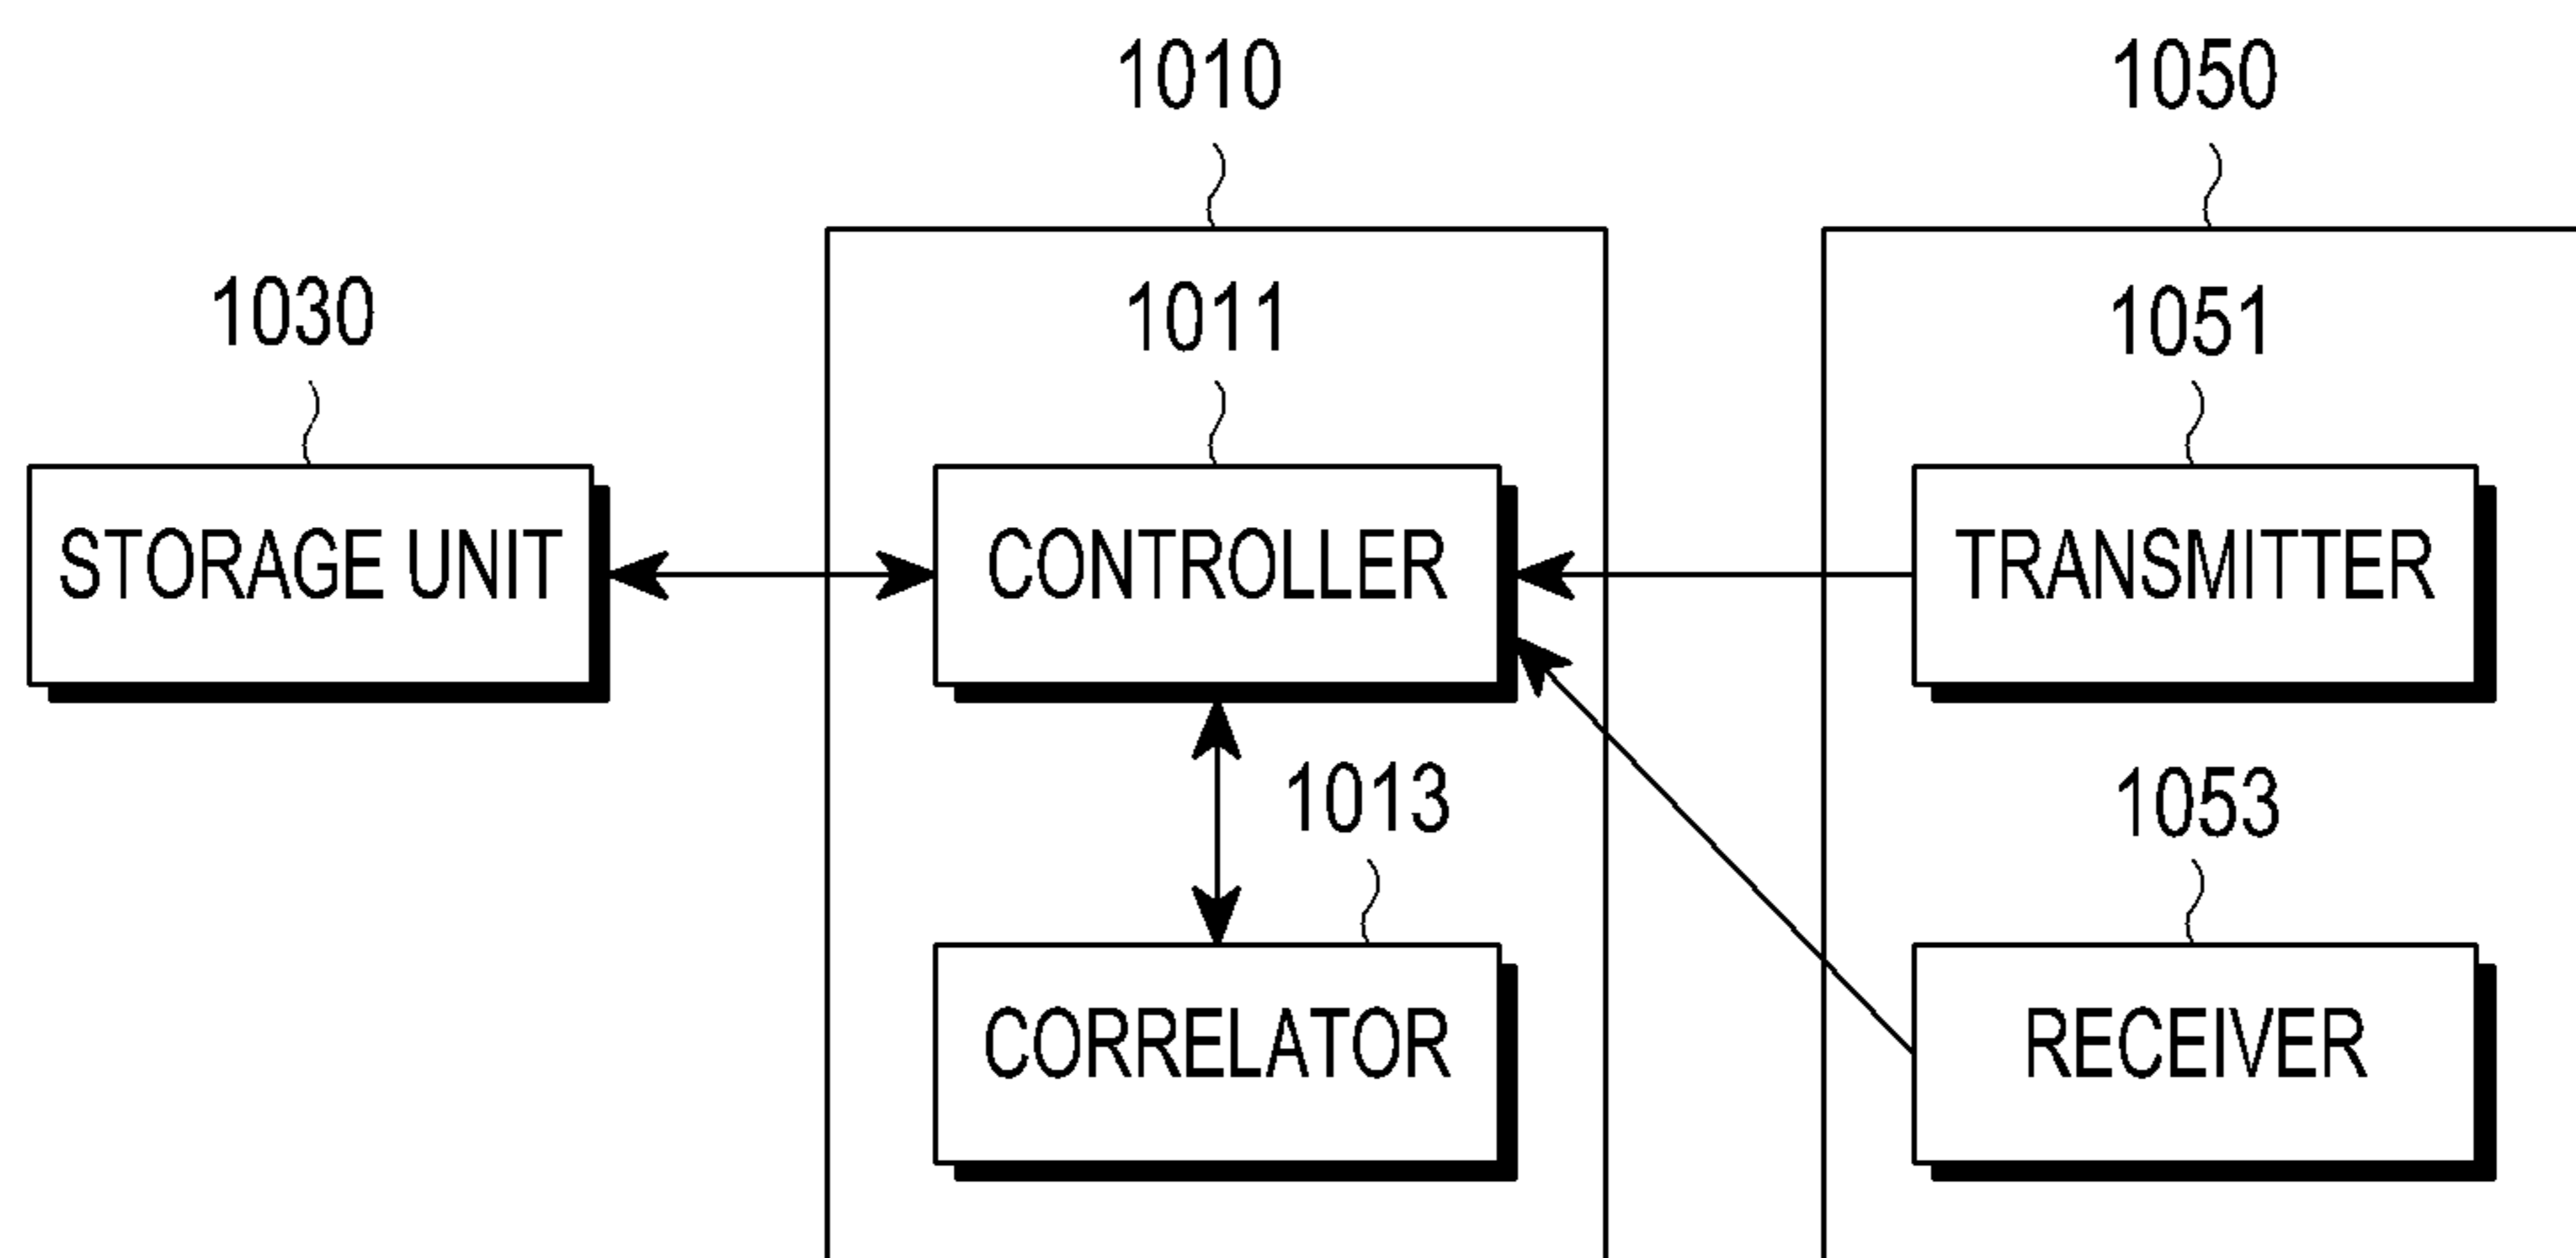 1010
1050
1030
1011
1051
STORAGE UNIT
CONTROLLER
TRANSMITTER
1013
1053
CORRELATOR
RECEIVER